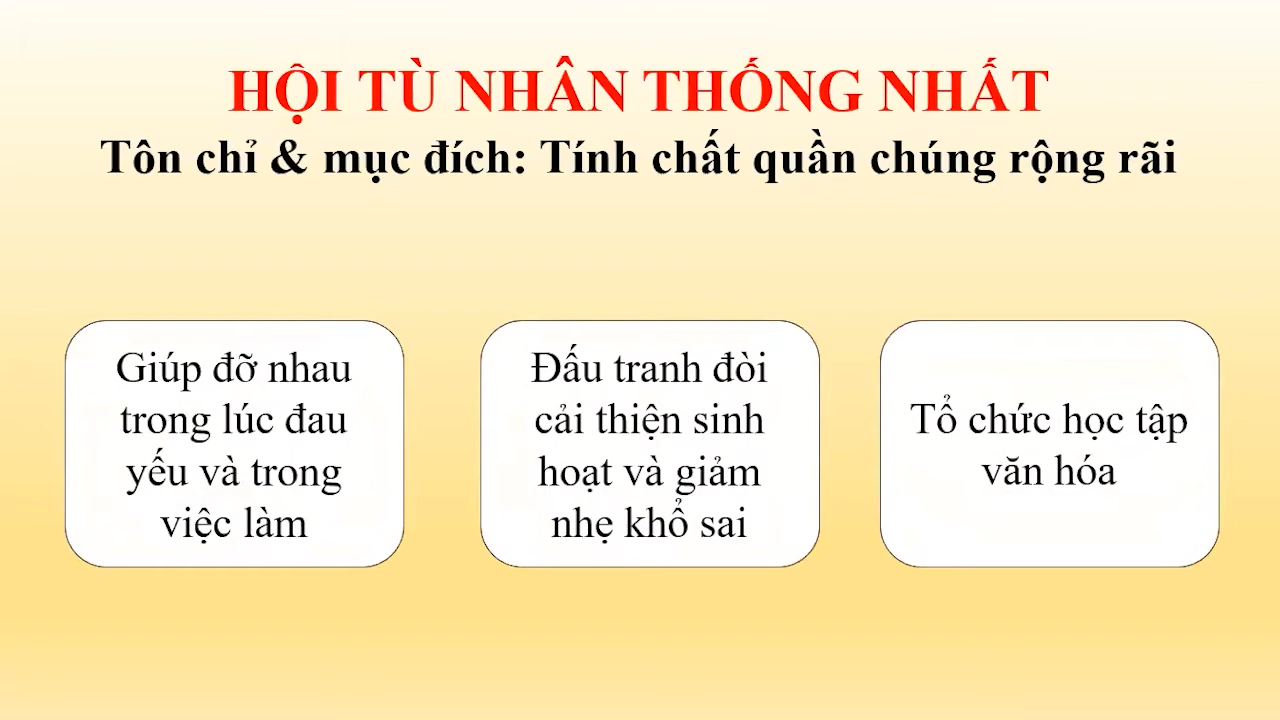 HỘI TÙ NHÂN THỐNG NHẤT
Tôn chỉ & mục đích: Tính chất quần chúng rộng rãi
Giúp đỡ nhau
trong lúc đau
yếu và trong
việc làm
Đấu tranh đòi
cải thiện sinh
hoạt và giảm
nhẹ khổ sai
Tổ chức học tập
văn hóa